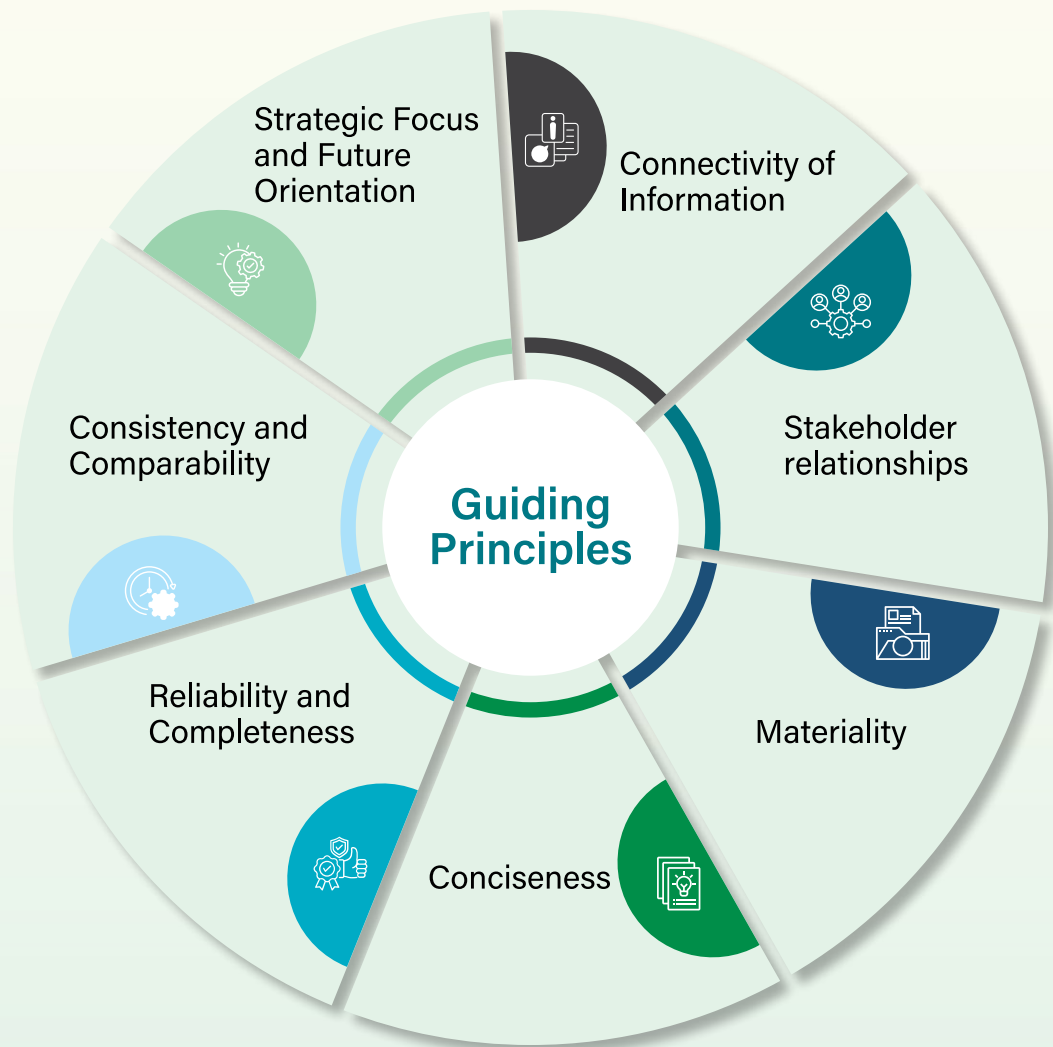 Strategic Focus
and Future
Orientation
Connectivity of
Information
Stakeholder
relationships
Materiality
Conciseness
Reliability and
Completeness
Consistency and
Comparability
Guiding
Principles